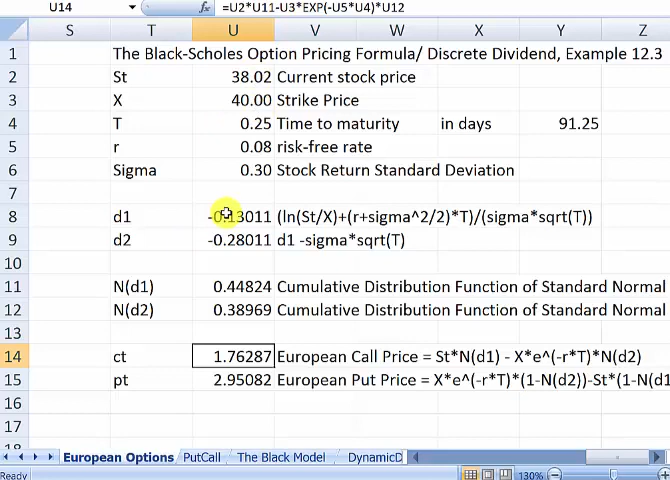 U14 =U2*U11-U3*EXP(-U5*U4)*U12
S T U V W X Y Z
1 The Black-Scholes Option Pricing Formula/ Discrete Dividend, Example 12.3
2 St 38.02 Current stock price
3 X 40.00 Strike Price
4 T 0.25 Time to maturity in days 91.25
5 r 0.08 risk-free rate
6 Sigma 0.30 Stock Return Standard Deviation
7
8 d1 -0.13011 (ln(St/X)+(r+sigma^2/2)*T)/(sigma*sqrt(T))
9 d2 -0.28011 d1 -sigma*sqrt(T)
10
11 N(d1) 0.44824 Cumulative Distribution Function of Standard Normal
12 N(d2) 0.38969 Cumulative Distribution Function of Standard Normal
13
14 ct 1.76287 European Call Price = St*N(d1) - X*e^(-r*T)*N(d2)
15 pt 2.95082 European Put Price = X*e^(-r*T)*(1-N(d2))-St*(1-N(d1
16
17
European Options PutCall The Black Model DynamicD
Ready 130%